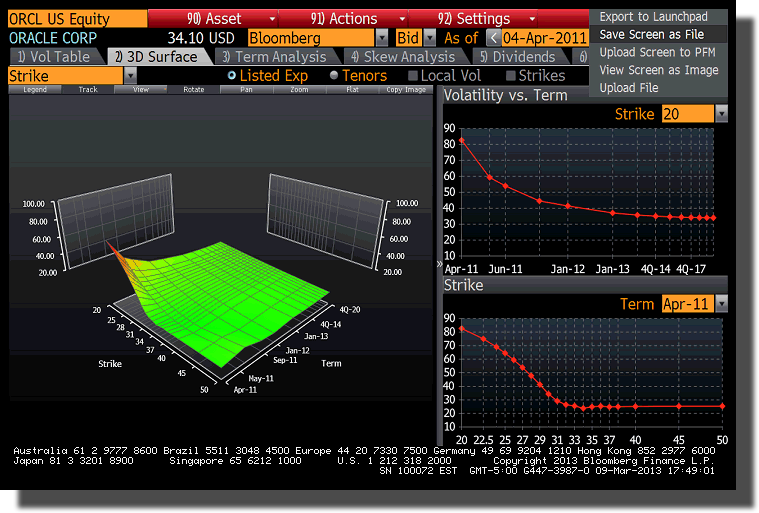 ORCL US Equity 90) Asset 91) Actions 92) Settings
Export to Launchpad
Save Screen as File
Upload Screen to PFM
View Screen as Image
Upload File
ORACLE CORP 34.10 USD Bloomberg Bid As of < 04-Apr-2011
1) Vol Table 2) 3D Surface 3) Term Analysis 4) Skew Analysis 5) Dividends 6)
Strike Listed Exp Tenors Local Vol Strikes
Legend Track View Rotate Pan Zoom Flat Copy Image
100.00
80.00
60.00
40.00
20.00
100.00
80.00
60.00
40.00
20.00
20
25
28
31
34
37
40
45
50
Strike
4Q-20
4Q-14
Jan-13
Jan-12
Sep-11
May-11
Apr-11
Term
»
Volatility vs. Term
Strike 20
90
80
70
60
50
40
30
20
10
Apr-11 Jun-11 Jan-12 Jan-13 4Q-14 4Q-17
Strike
Term Apr-11
90
80
70
60
50
40
30
20
10
20 22.5 25 27 29 31 33 35 37 40 45 50
Australia 61 2 9777 8600 Brazil 5511 3048 4500 Europe 44 20 7330 7500 Germany 49 69 9204 1210 Hong Kong 852 2977 6000
Japan 81 3 3201 8900 Singapore 65 6212 1000 U.S. 1 212 318 2000 Copyright 2013 Bloomberg Finance L.P.
SN 100072 EST GMT-5:00 G447-3987-0 09-Mar-2013 17:49:01